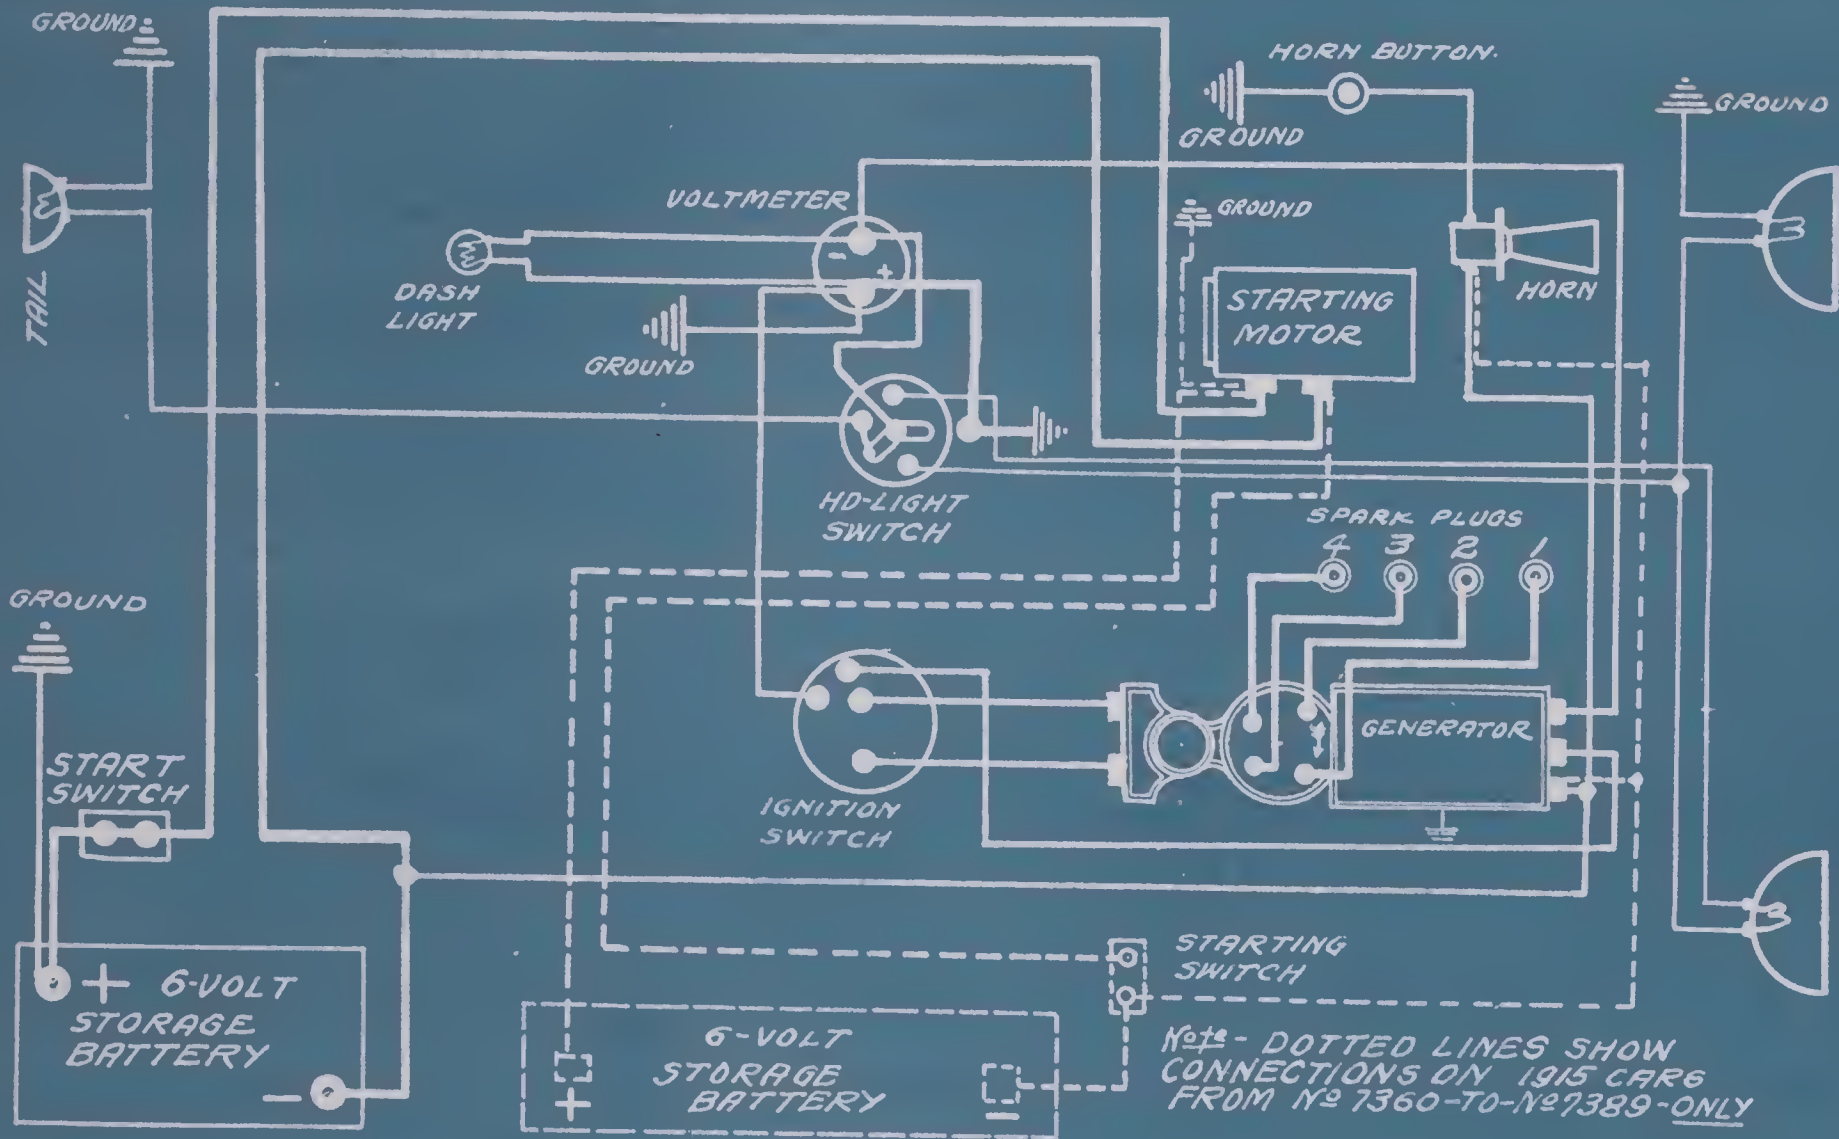 GROUND
HORN BUTTON.
GROUND
GROUND
VOLTMETER
GROUND
-
+
TAIL
DASH
LIGHT
STARTING
MOTOR
HORN
GROUND
HD-LIGHT
SWITCH
SPARK PLUGS
4 3 2 1
GROUND
GENERATOR
START
SWITCH
IGNITION
SWITCH
STARTING
SWITCH
+ 6-VOLT
STORAGE
BATTERY
-
6-VOLT
STORAGE
BATTERY
+
-
Note - DOTTED LINES SHOW
CONNECTIONS ON 1915 CARS
FROM Nº 7360-TO-Nº7389-ONLY